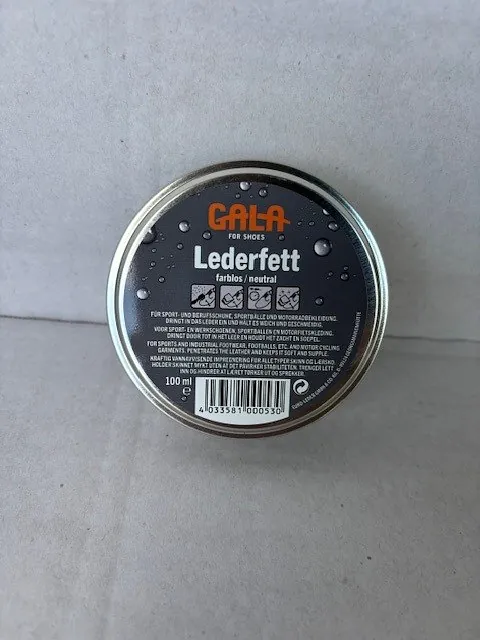 GALA
FOR SHOES
Lederfett
farblos / neutral
FÜR SPORT- UND BERUFSSCHUHE, SPORTBÄLLE UND MOTORRADBEKLEIDUNG.
DRINGT IN DAS LEDER EIN UND HÄLT ES WEICH UND GESCHMEIDIG.
VOOR SPORT- EN WERKSCHOENEN, SPORTBALLEN EN MOTORFIETSKLEDING.
DRINGT DOOR TOT IN HET LEER EN HOUDT HET ZACHT EN SOEPEL.
FOR SPORTS AND INDUSTRIAL FOOTWEAR, FOOTBALLS, ETC. AND MOTOR CYCLING
GARMENTS. PENETRATES THE LEATHER AND KEEPS IT SOFT AND SUPPLE.
KRAFTIG VANNAVVISENDE IMPREGNERING FOR ALLE TYPER SKINN OG LÆRSKO.
HOLDER SKINNET MYKT UTEN AT DET PÅVIRKER STABILITETEN. TRENGER LETT
INN OG HINDRER AT LÆRET TØRKER UT OG SPREKKER.
100 ml
e
4 033581 000530